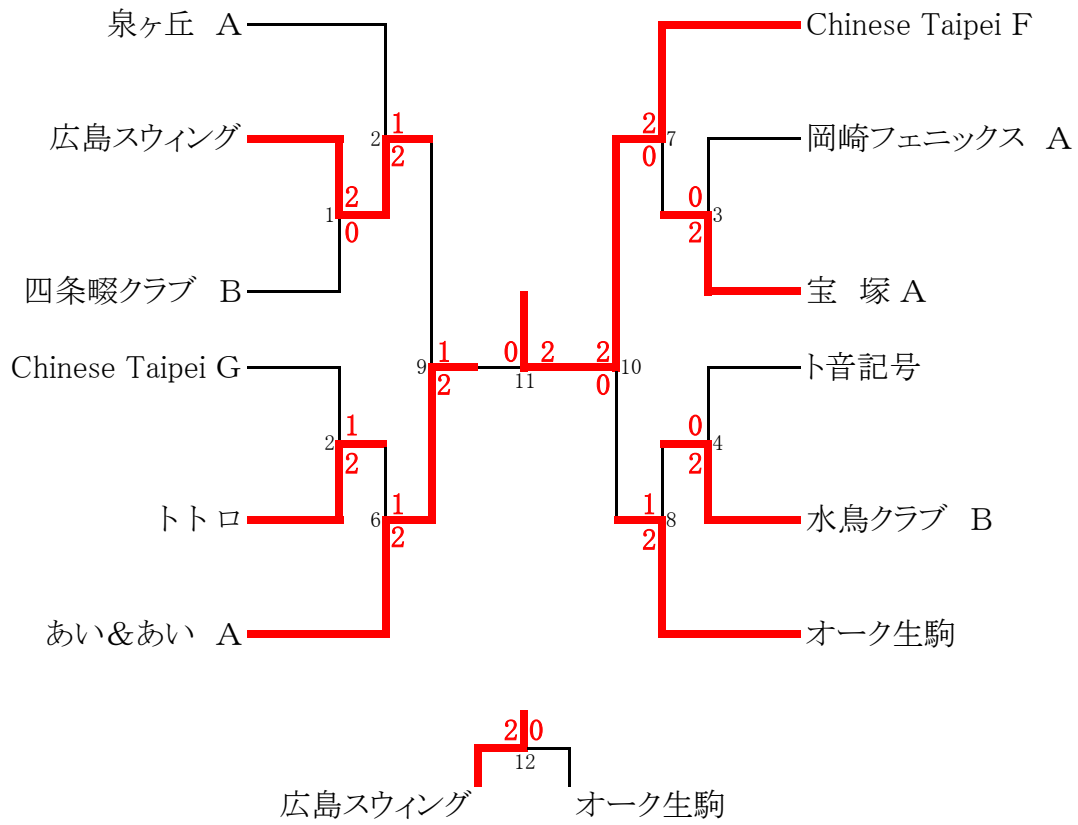 泉ヶ丘 A
Chinese Taipei F
1
2
2
2
7
0
広島スウィング
岡崎フェニックス A
2
1
0
0
3
2
四条畷クラブ B
宝 塚 A
Chinese Taipei G
1
9
2
0
2
11
2
10
0
ト音記号
1
2
2
0
4
2
トトロ
1
6
2
1
8
2
水鳥クラブ B
あい&あい A
オーク生駒
2
0
12
広島スウィング
オーク生駒